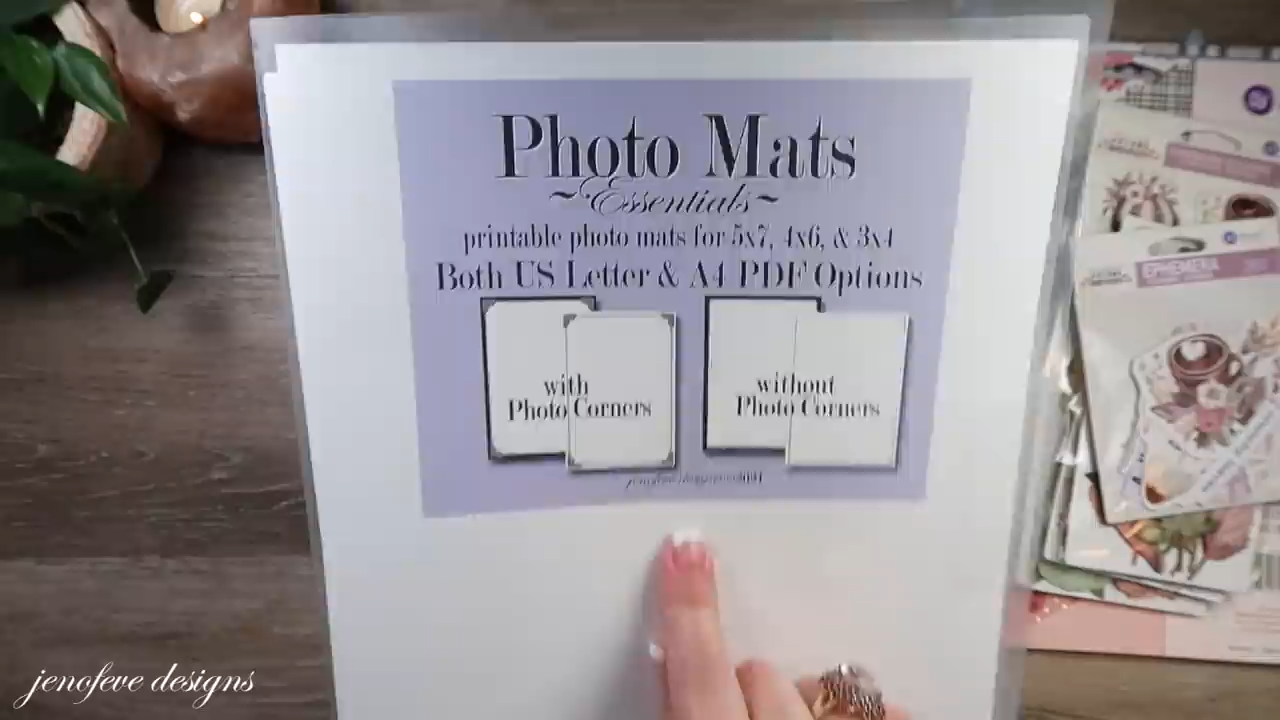 Photo Mats
~Essentials~
printable photo mats for 5x7, 4x6, & 3x4
Both US Letter & A4 PDF Options
with
Photo Corners
without
Photo Corners
EPHEMERA
jenofeve designs